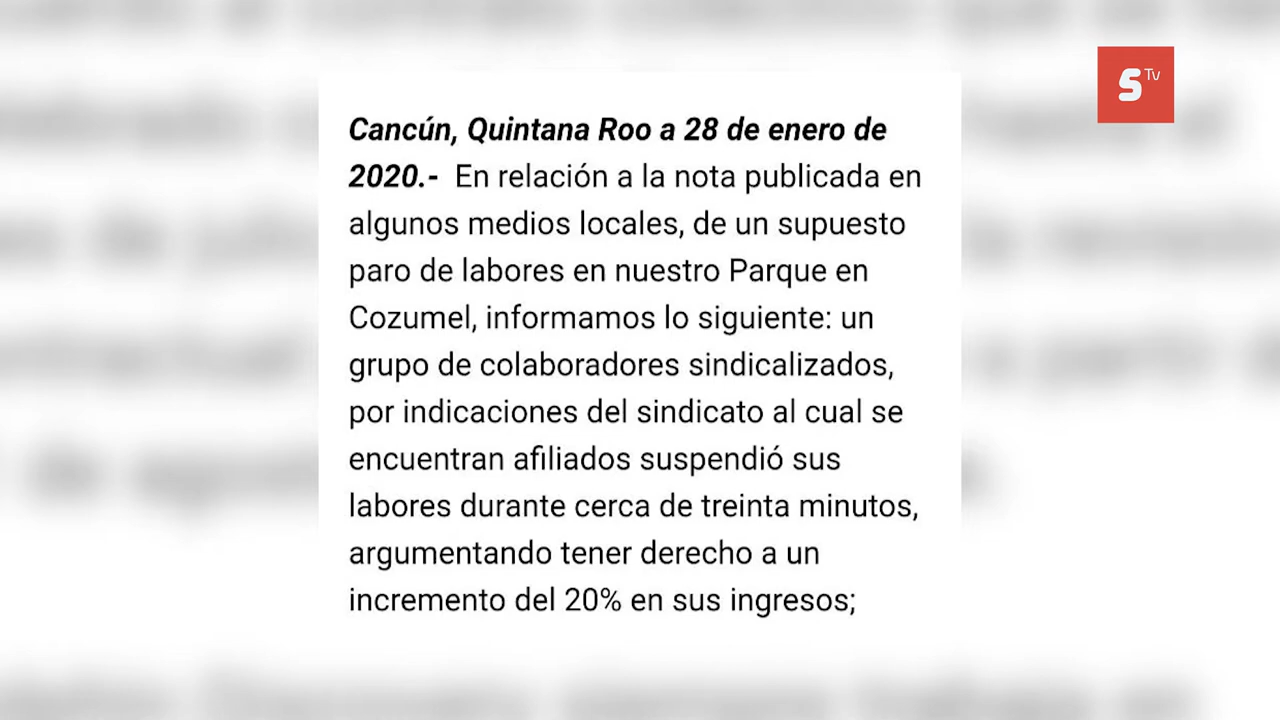 STv
Cancún, Quintana Roo a 28 de enero de
2020.- En relación a la nota publicada en
algunos medios locales, de un supuesto
paro de labores en nuestro Parque en
Cozumel, informamos lo siguiente: un
grupo de colaboradores sindicalizados,
por indicaciones del sindicato al cual se
encuentran afiliados suspendió sus
labores durante cerca de treinta minutos,
argumentando tener derecho a un
incremento del 20% en sus ingresos;